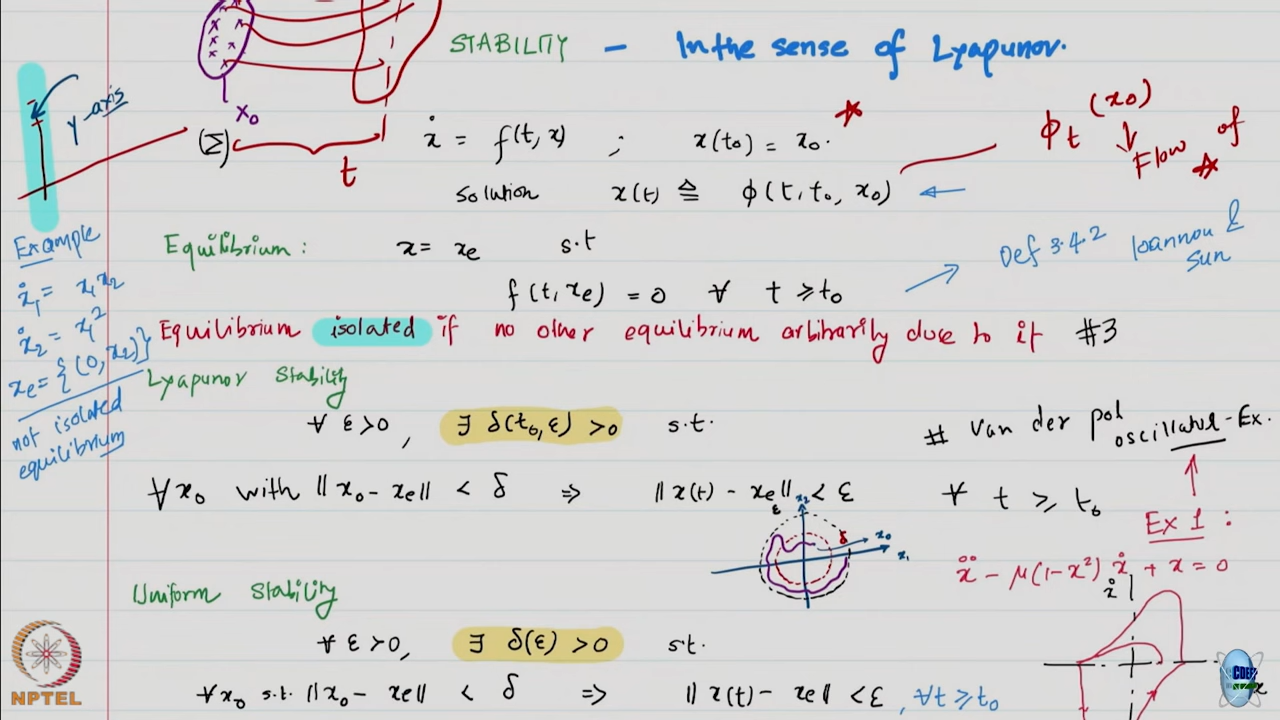 STABILITY - In the sense of Lyapunov.
Y axis
x₀
(Σ)
t
ẋ = f(t, x) ; x(t₀) = x₀.
ϕₜ (x₀)
Flow of ☆
Solution x(t) ≜ ϕ(t, t₀, x₀)
Equilibrium: x = xₑ s.t
f(t, xₑ) = 0 ∀ t ≥ t₀
Def 3.4.2 Ioannou &
Sun
Example
ẋ₁ = x₁x₂
ẋ₂ = x₁²
xₑ = {(0, x₂)}
not isolated
equilibrium
Equilibrium isolated if no other equilibrium arbitrarily close to it #3
Lyapunov Stability
∀ ε>0, ∃ δ(t₀, ε) >0 s.t.
∀x₀ with ||x₀ - xₑ|| < δ ⇒ ||x(t) - xₑ|| < ε ∀ t ≥ t₀
# Van der pol
oscillator - Ex.
Ex 1 :
ẍ - μ(1-x²) ẋ + x = 0
x₂
ε
δ
x₀
x₁
ẋ
x
Uniform Stability
∀ ε>0, ∃ δ(ε) >0 s.t.
∀x₀ s.t. ||x₀ - xₑ|| < δ ⇒ ||x(t) - xₑ|| < ε, ∀t ≥ t₀
NPTEL
CDEEP